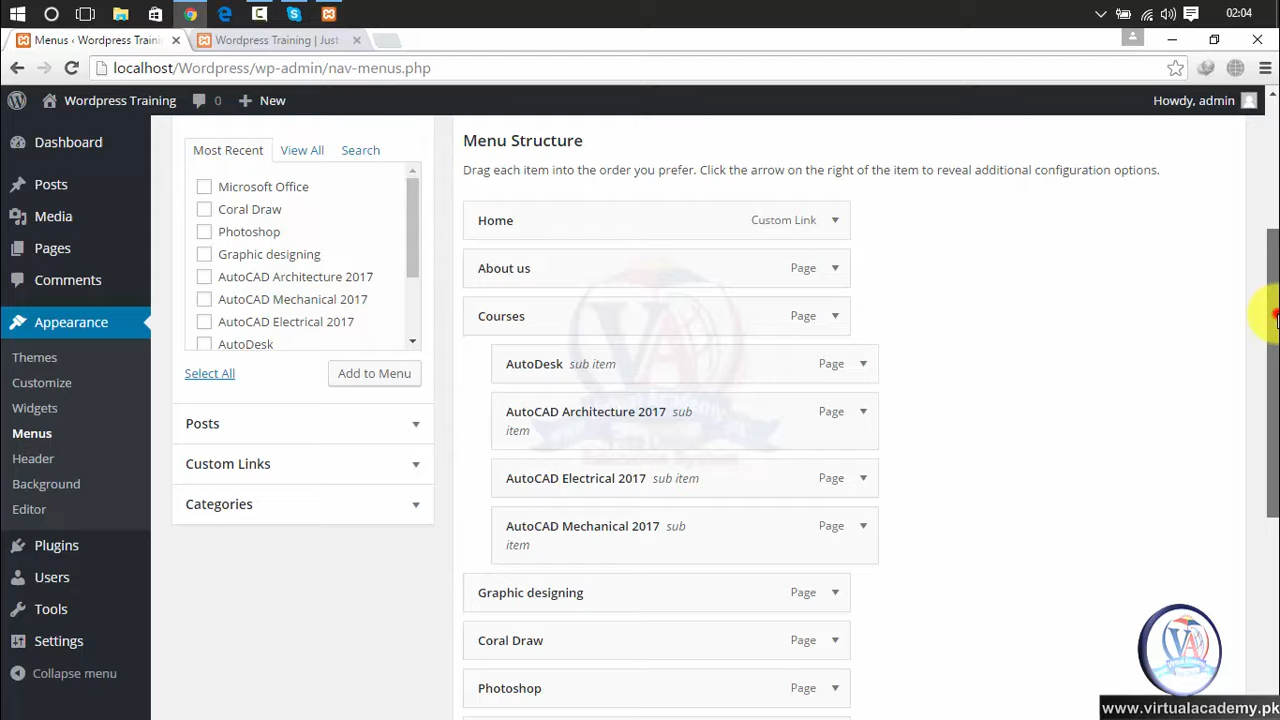 02:04
Menus ‹ Wordpress Traini
Wordpress Training | Just
localhost/Wordpress/wp-admin/nav-menus.php
Wordpress Training
0
New
Howdy, admin
Dashboard
Posts
Media
Pages
Comments
Appearance
Themes
Customize
Widgets
Menus
Header
Background
Editor
Plugins
Users
Tools
Settings
Collapse menu
Most Recent
View All
Search
Microsoft Office
Coral Draw
Photoshop
Graphic designing
AutoCAD Architecture 2017
AutoCAD Mechanical 2017
AutoCAD Electrical 2017
AutoDesk
Select All
Add to Menu
Posts
Custom Links
Categories
Menu Structure
Drag each item into the order you prefer. Click the arrow on the right of the item to reveal additional configuration options.
Home Custom Link
About us Page
Courses Page
AutoDesk sub item Page
AutoCAD Architecture 2017 sub Page
item
AutoCAD Electrical 2017 sub item Page
AutoCAD Mechanical 2017 sub Page
item
Graphic designing Page
Coral Draw Page
Photoshop Page
VA
www.virtualacademy.pk